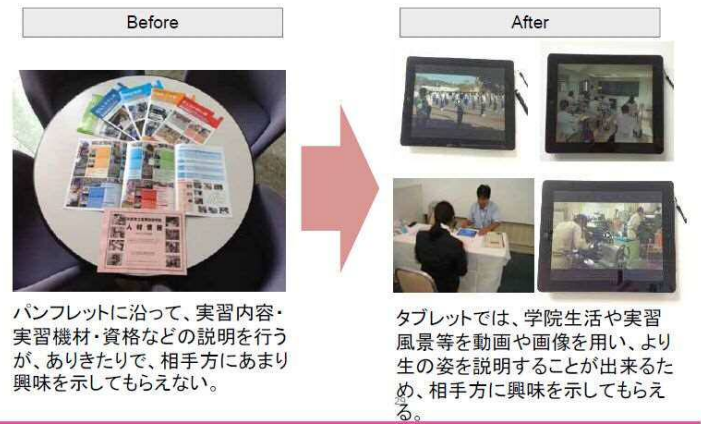 Before
After
人材情報
パンフレットに沿って、実習内容・
実習機材・資格などの説明を行う
が、ありきたりで、相手方にあまり
興味を示してもらえない。
タブレットでは、学院生活や実習
風景等を動画や画像を用い、より
生の姿を説明することが出来るた
め、相手方に興味を示してもらえ
る。